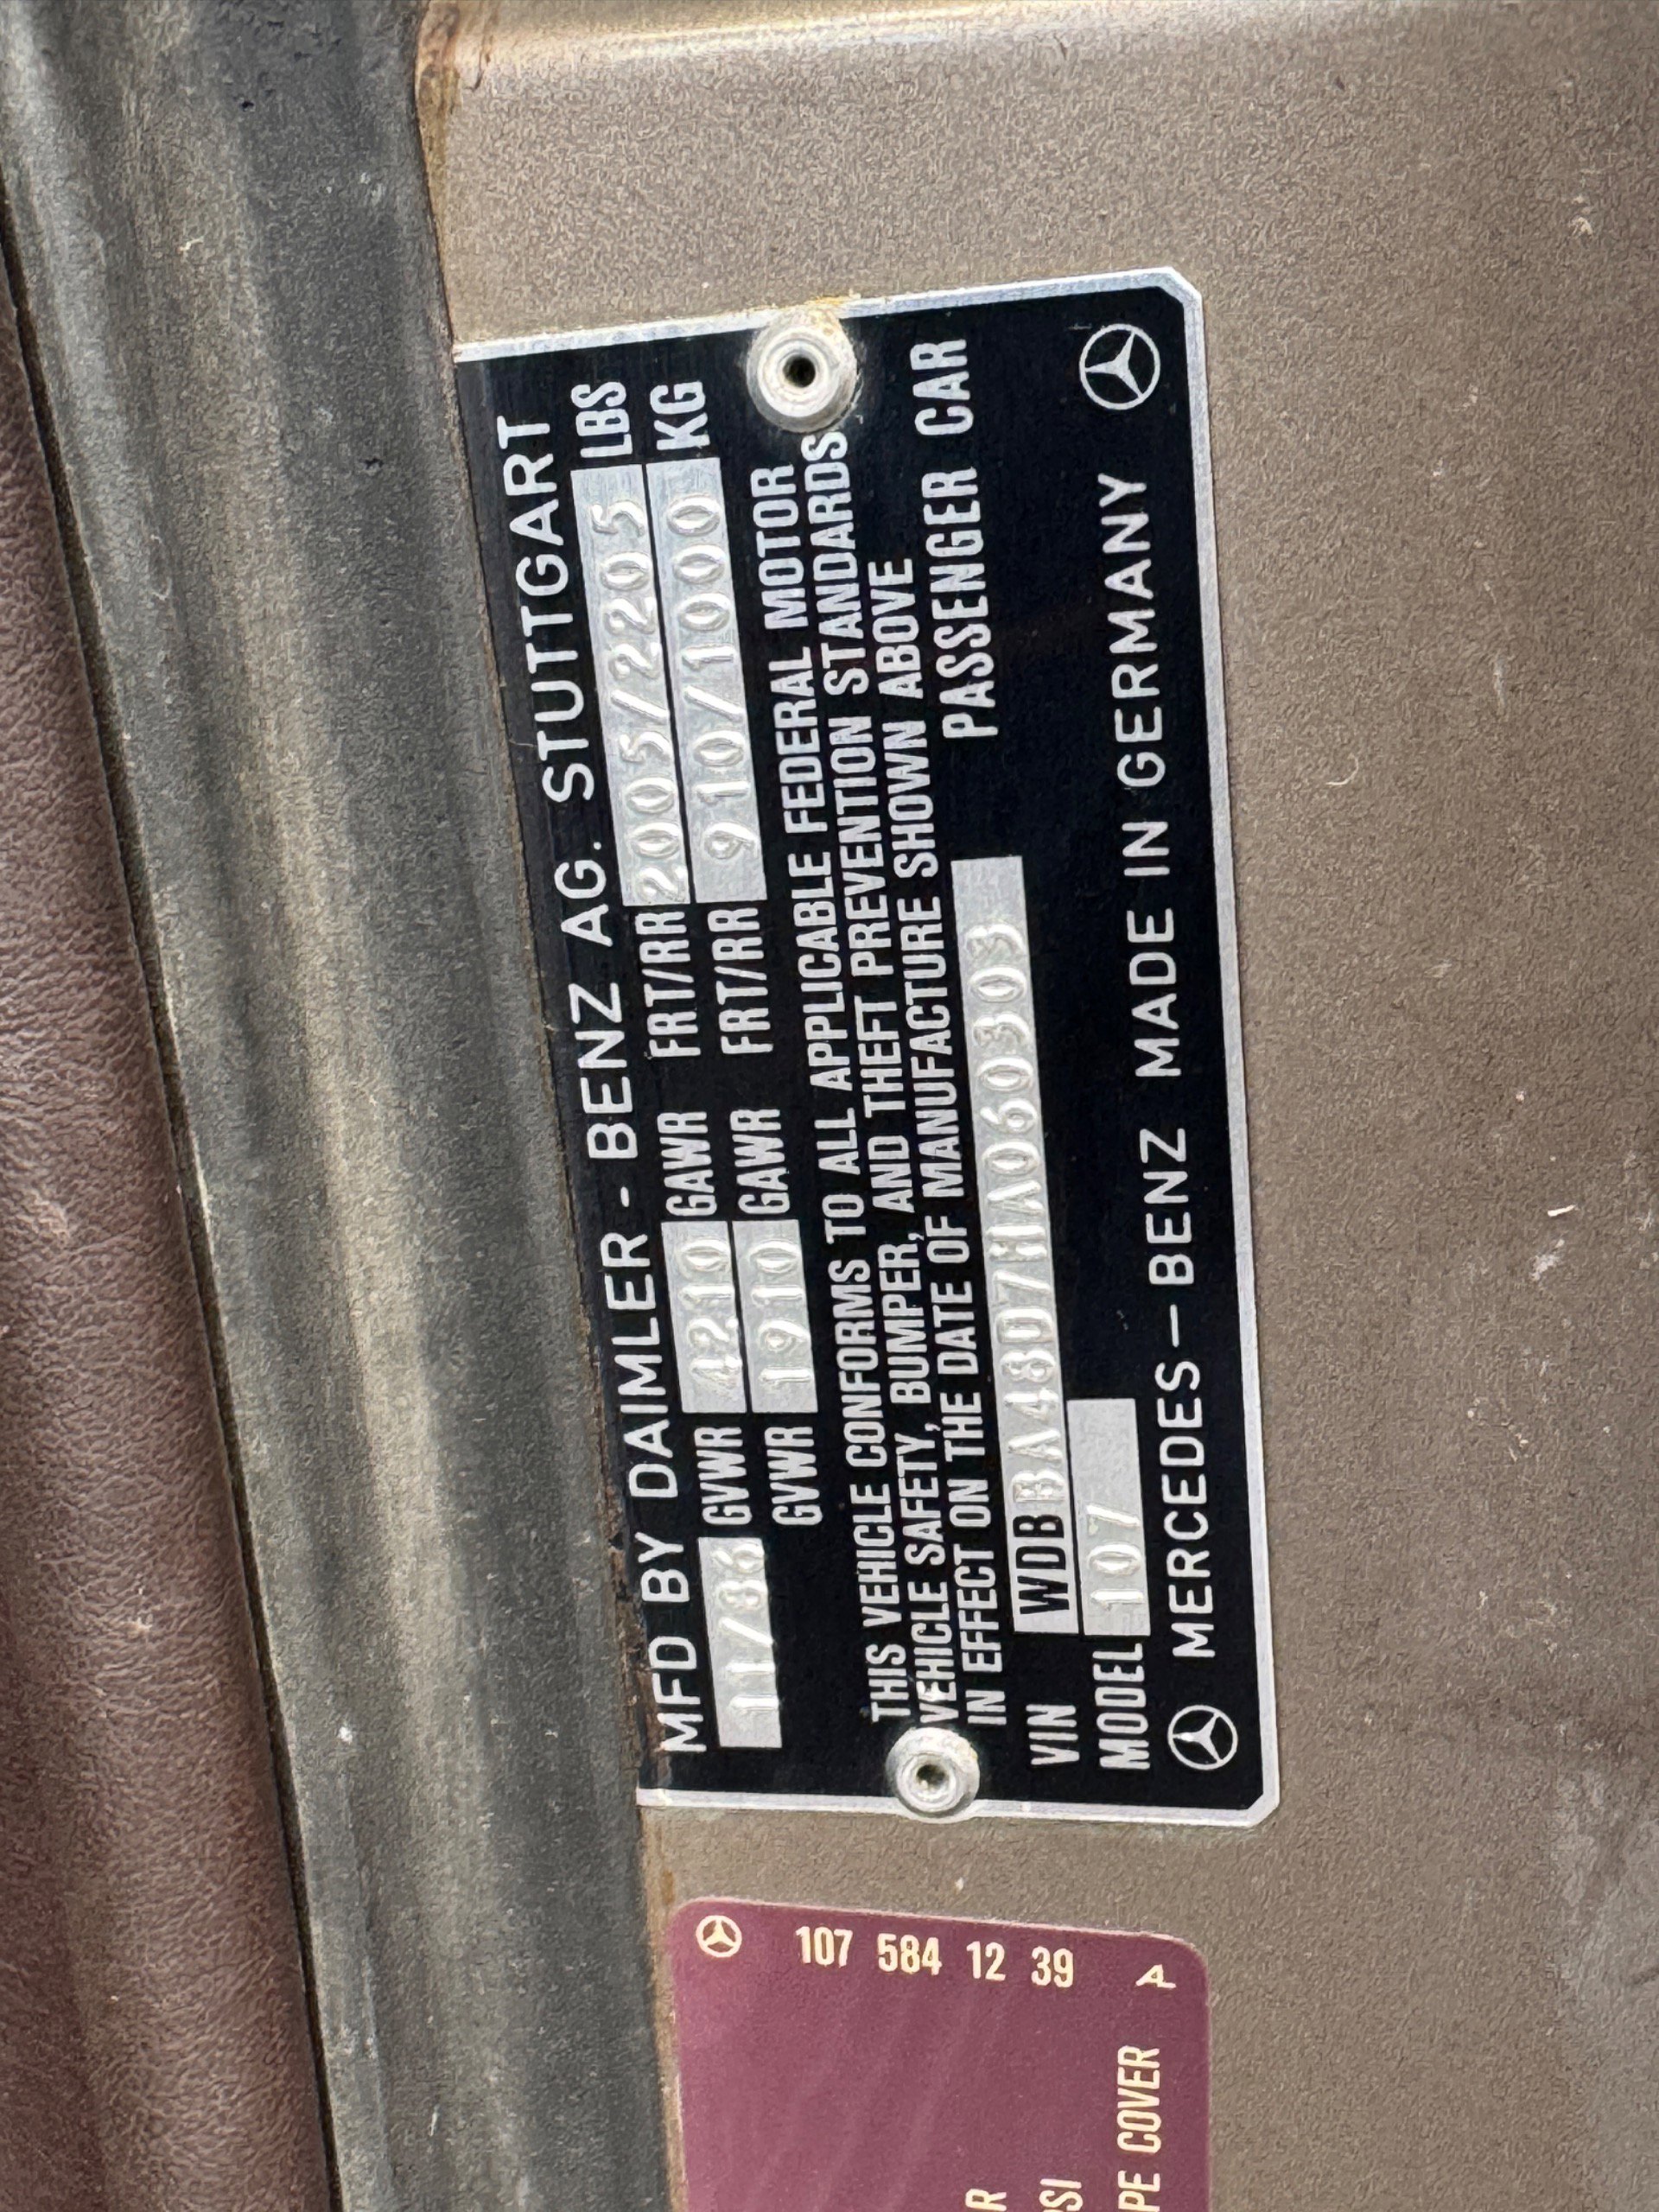 MFD BY DAIMLER - BENZ AG. STUTTGART
11/86 GVWR 4210 GAWR FRT/RR 2005/2205 LBS
GVWR 1910 GAWR FRT/RR 910/1000 KG
THIS VEHICLE CONFORMS TO ALL APPLICABLE FEDERAL MOTOR
VEHICLE SAFETY, BUMPER, AND THEFT PREVENTION STANDARDS
IN EFFECT ON THE DATE OF MANUFACTURE SHOWN ABOVE
VIN WDBBA48D7HA060303 PASSENGER CAR
MODEL 107
MERCEDES-BENZ MADE IN GERMANY
107 584 12 39 A
COVER